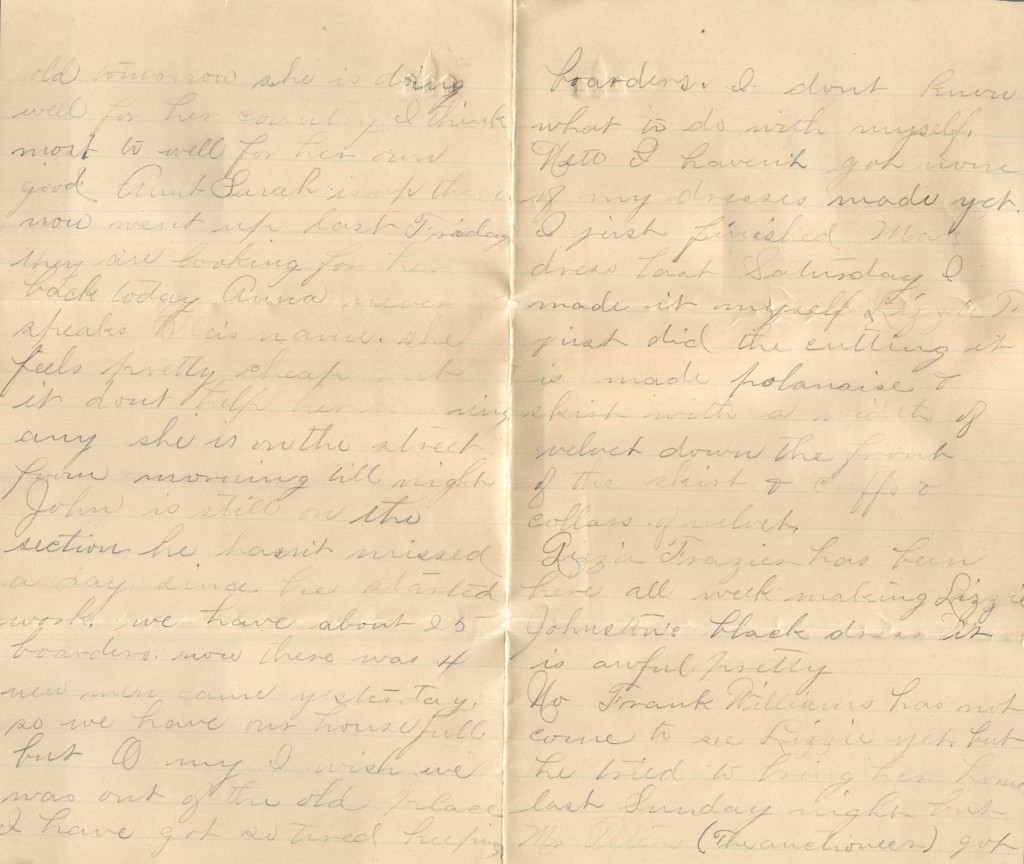 old tomorrow she is doing
well for her country I think
most to well for her own
good Aunt Sarah is up there
now went up last Friday
they are looking for her
back today Anna never
speaks name. she
feels pretty cheap but
it dont help her running
any she is on the street
from morning till night
John is still on the
section he hasn't missed
a day since he started
work. we have about 25
boarders. now there was 4
new men came yesterday,
so we have our house full
but O my I wish we
was out of the old place
I have got so tired keeping
boarders. I dont know
what to do with myself.
I haven't got none
of my dresses made yet.
I just finished Ma's
dress last Saturday I
made it myself Lizzie F.
just did the cutting it
is made polanaise &
skirt with a width of
velvet down the front
of the skirt & cuffs &
collars of velvet.
Lizzie Frazier has been
here all week making Lizzie
Johnston's black dress it
is awful pretty
No Frank Williams has not
come to see Lizzie yet. but
he tried to bring her home
last Sunday night but
Mr (The auctioneer) got